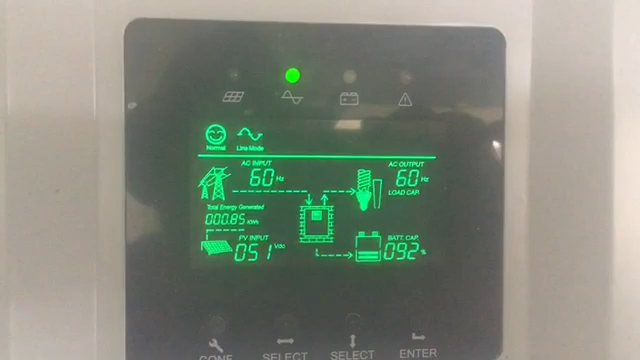 Normal Line Mode
AC INPUT AC OUTPUT
60 Hz 60 Hz
LOAD CAP.
Total Energy Generated
000.85 KWh
PV INPUT BATT. CAP.
051 Vdc 092 %
CONF SELECT SELECT ENTER